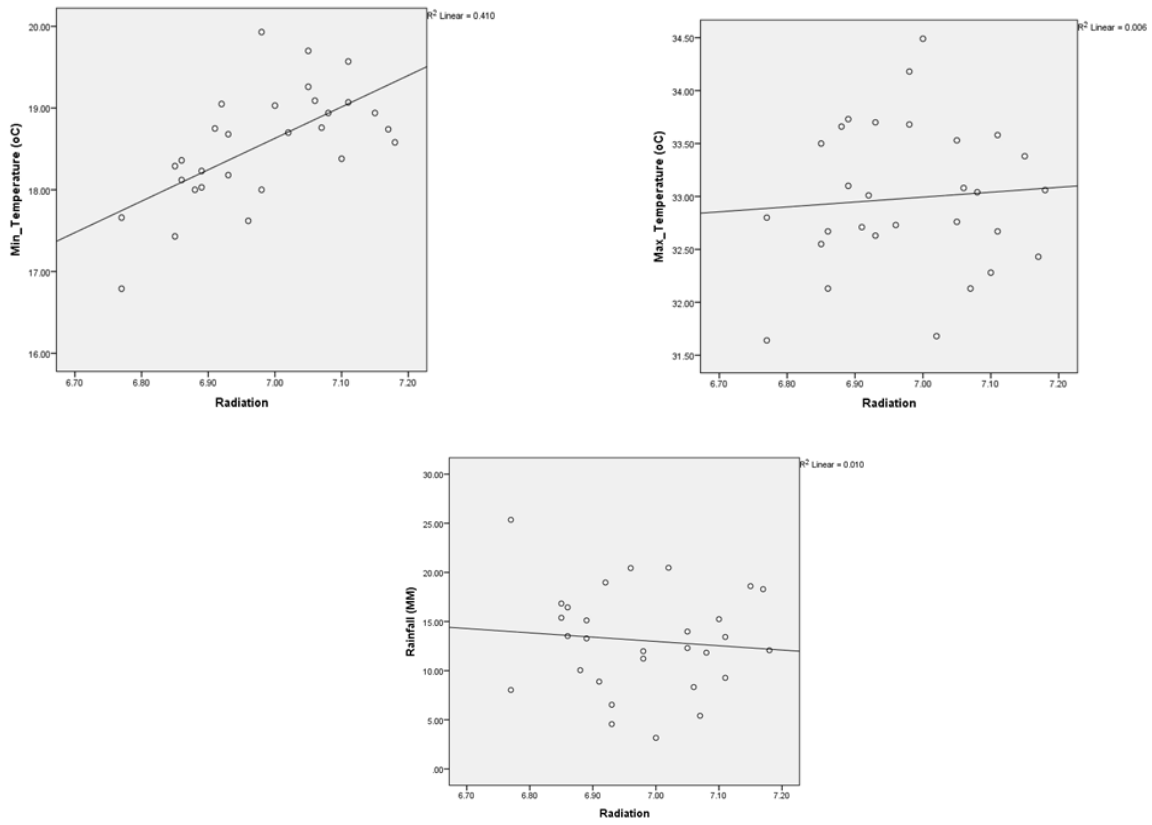 R2 Linear = 0.410
20.00
19.00
18.00
17.00
16.00
Min_Temperature (oC)
6.70 6.80 6.90 7.00 7.10 7.20
Radiation
R2 Linear = 0.006
34.50
34.00
33.50
33.00
32.50
32.00
31.50
Max_Temperature (oC)
6.70 6.80 6.90 7.00 7.10 7.20
Radiation
R2 Linear = 0.010
30.00
25.00
20.00
15.00
10.00
5.00
.00
Rainfall (MM)
6.70 6.80 6.90 7.00 7.10 7.20
Radiation